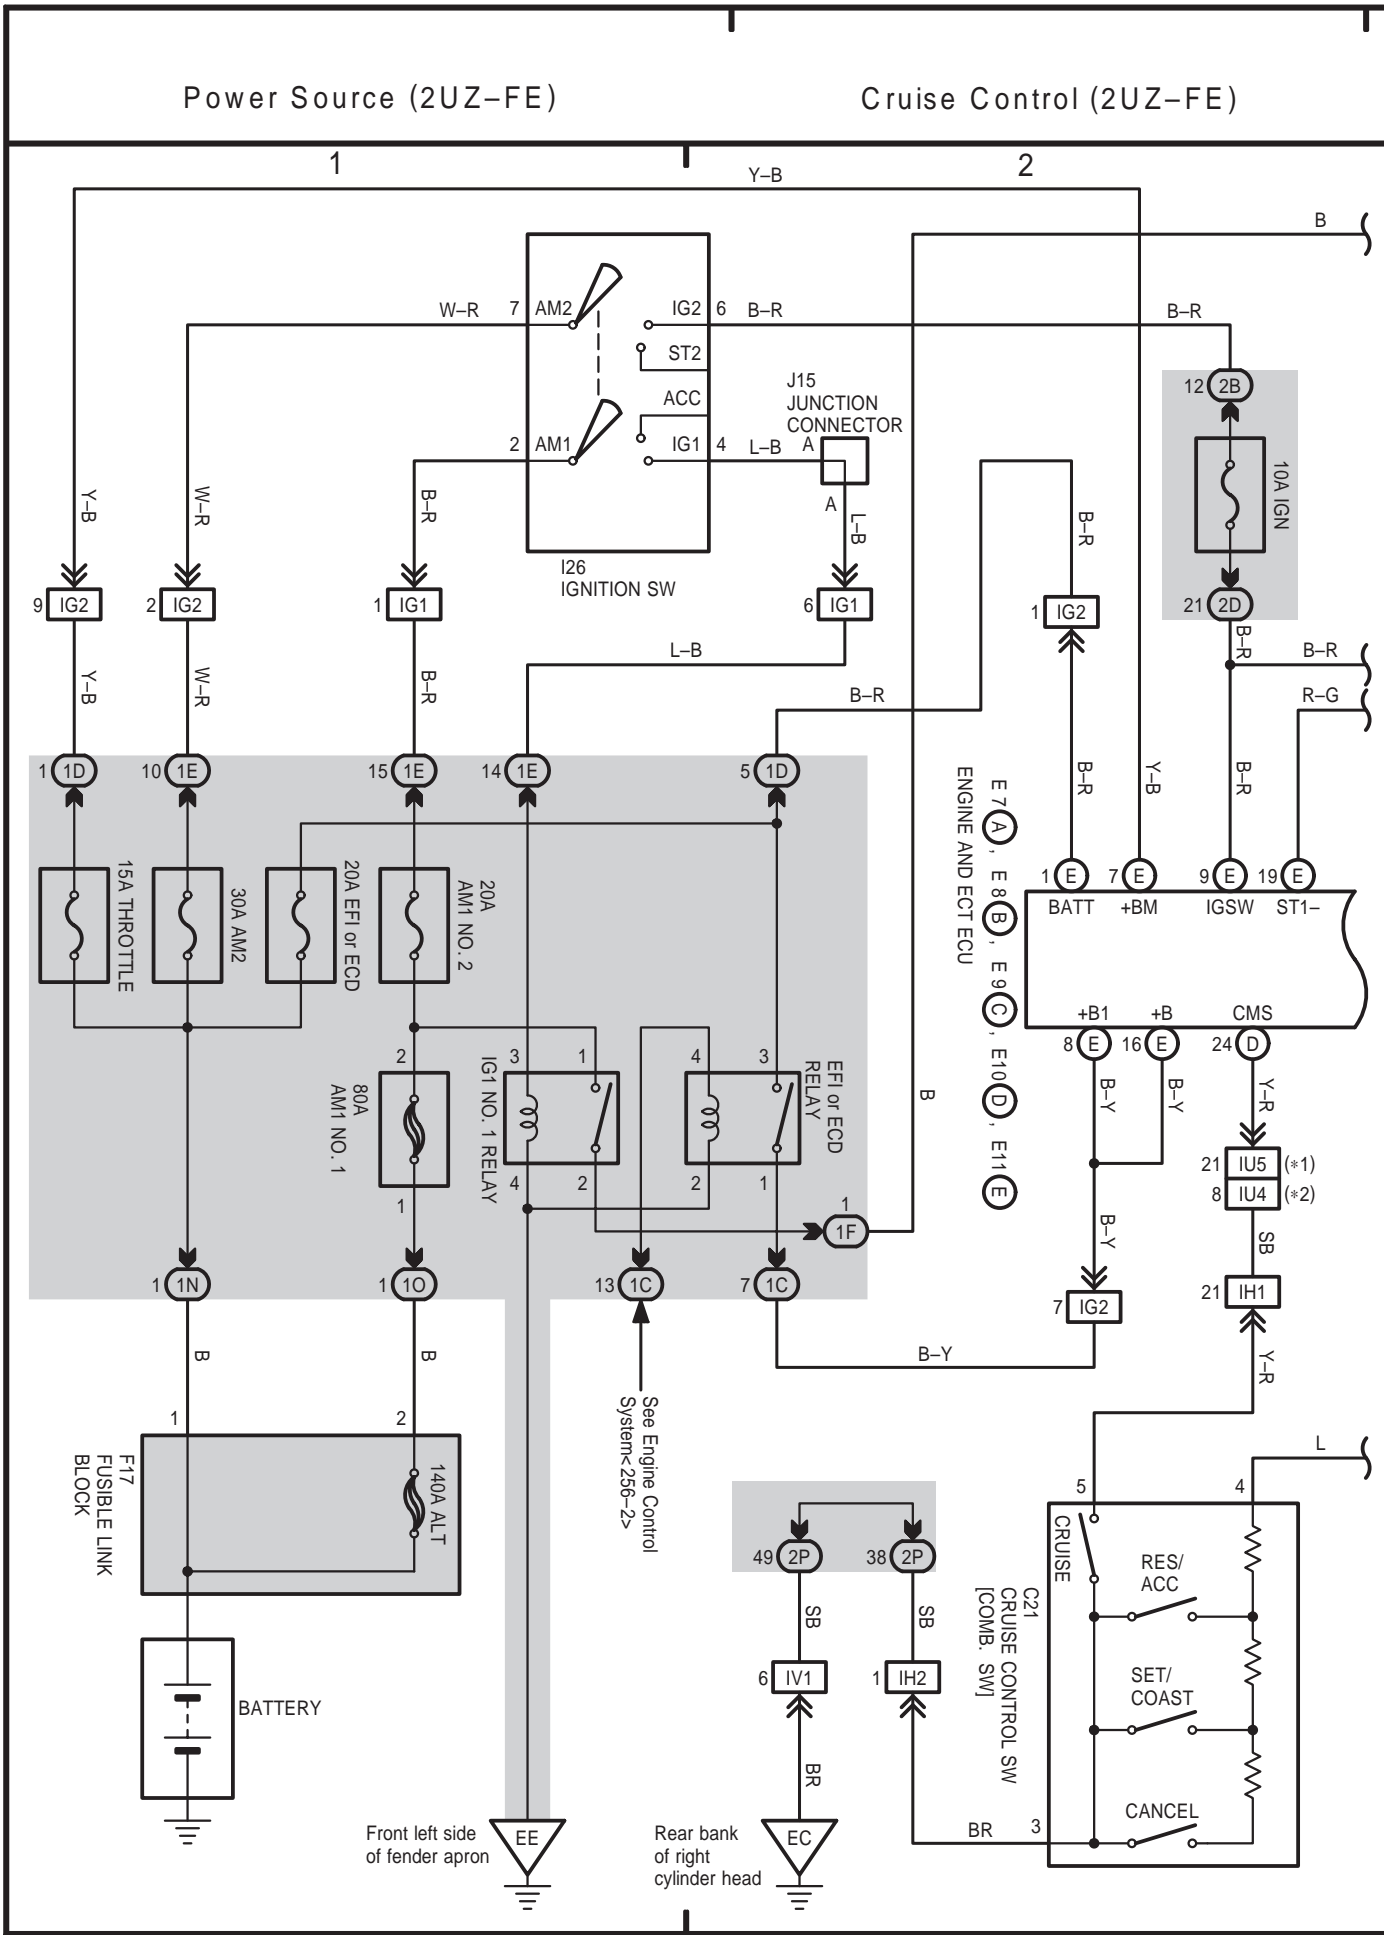 Power Source (2UZ–FE)
Cruise Control (2UZ–FE)
1
2
Y–B
B
W–R
7
AM2
IG2
6
B–R
B–R
ST2
ACC
2
AM1
IG1
4
L–B
A
J15
JUNCTION
CONNECTOR
A
L–B
12
2B
10A IGN
21
2D
I26
IGNITION SW
Y–B
W–R
B–R
B–R
9
IG2
2
IG2
1
IG1
6
IG1
1
IG2
B–R
B–R
R–G
Y–B
W–R
B–R
L–B
B–R
1
1D
10
1E
15
1E
14
1E
5
1D
B–R
Y–B
B–R
15A THROTTLE
30A AM2
20A EFI or ECD
20A
AM1 NO. 2
E 7 A , E 8 B , E 9 C , E10 D , E11 E
ENGINE AND ECT ECU
1
E
7
E
9
E
19
E
BATT
+BM
IGSW
ST1–
+B1
+B
CMS
8
E
16
E
24
D
2
80A
AM1 NO. 1
1
3
1
IG1 NO. 1 RELAY
4
2
4
3
EFI or ECD
RELAY
2
1
B
B–Y
B–Y
Y–R
21
IU5
(*1)
8
IU4
(*2)
1
1F
B–Y
SB
1
1N
1
1O
13
1C
7
1C
7
IG2
21
IH1
B
B
B–Y
Y–R
See Engine Control
System<256–2>
1
2
F17
FUSIBLE LINK
BLOCK
140A ALT
L
5
4
49
2P
38
2P
CRUISE
RES/
ACC
C21
CRUISE CONTROL SW
[COMB. SW]
SB
SB
6
IV1
1
IH2
SET/
COAST
BATTERY
BR
CANCEL
BR
3
Front left side
of fender apron
EE
Rear bank
of right
cylinder head
EC